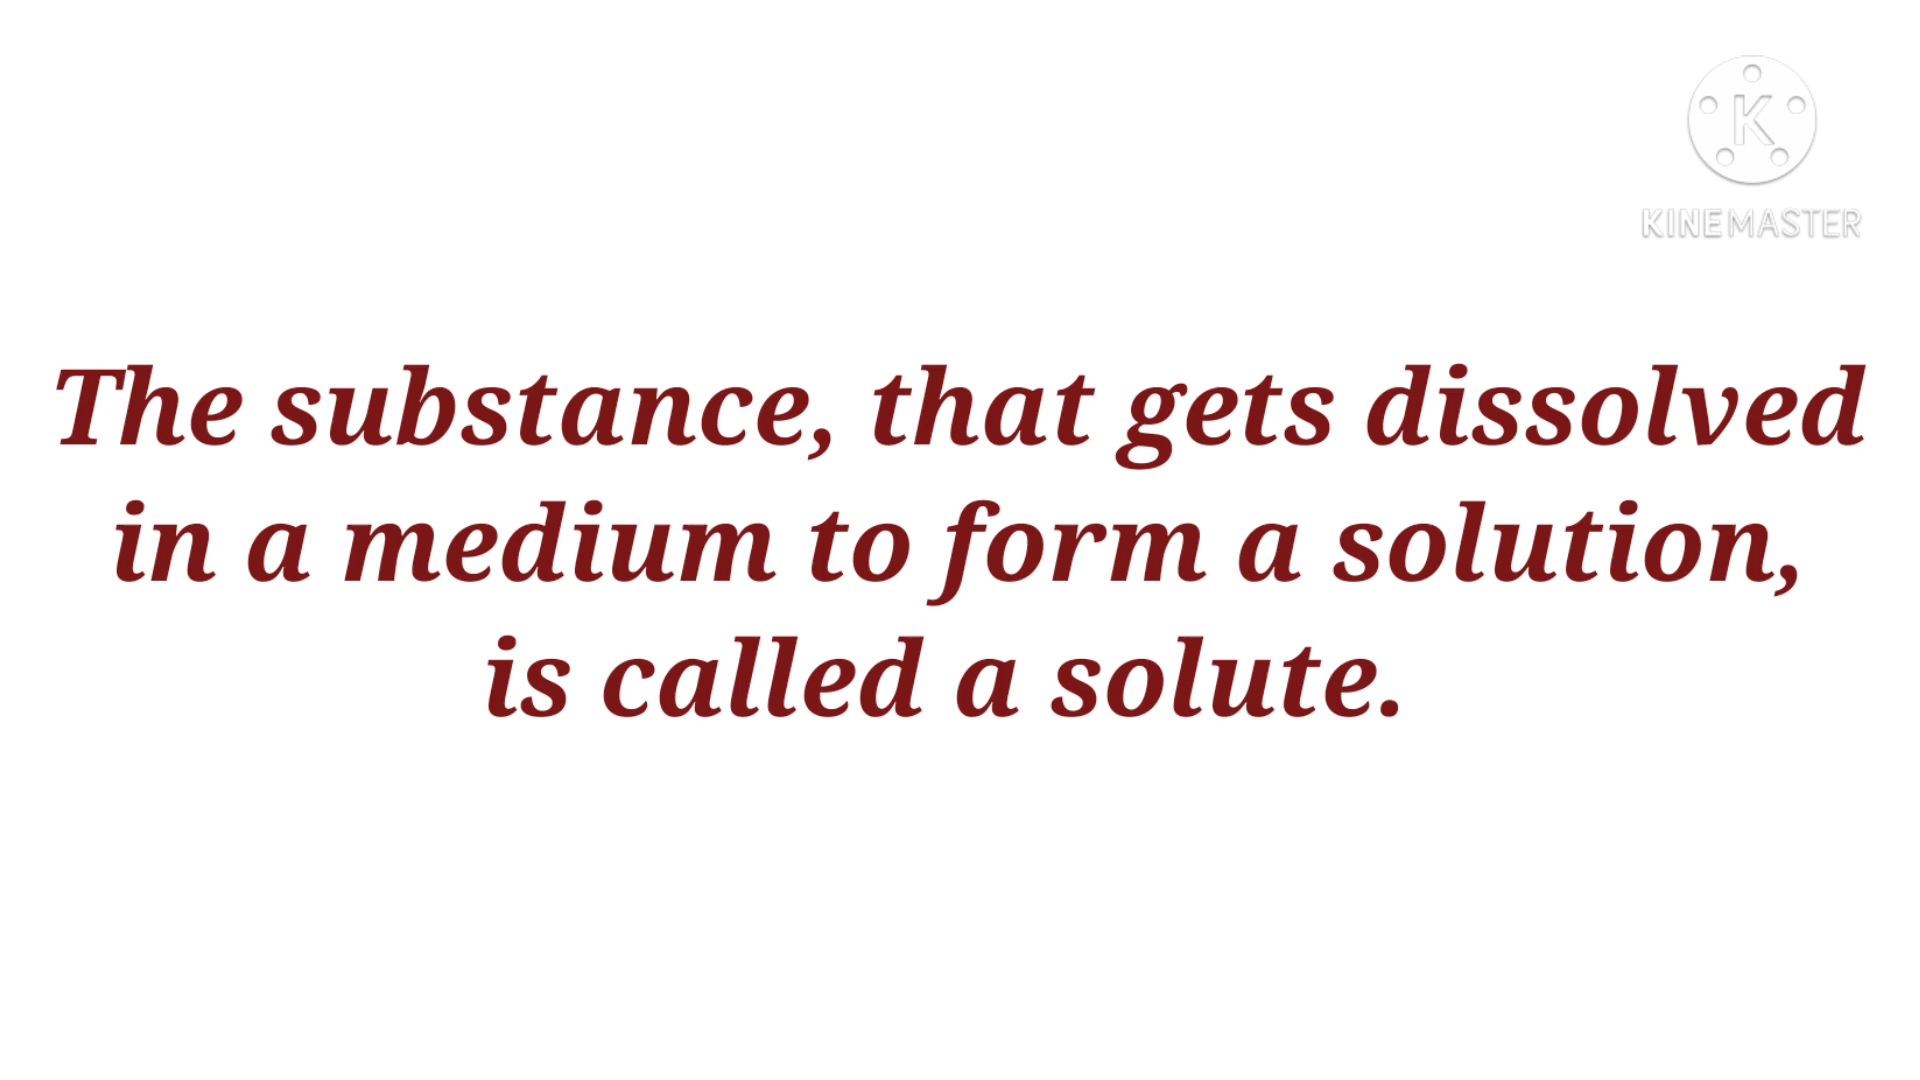 K
KINEMASTER
The substance, that gets dissolved
in a medium to form a solution,
is called a solute.